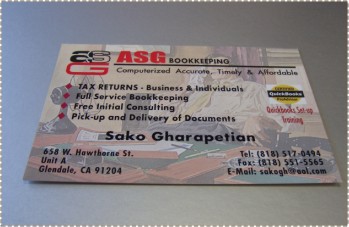 ASG
ASG BOOKKEEPING
Computerized Accurate, Timely & Affordable
TAX RETURNS - Business & Individuals
Full Service Bookkeeping
Free Initial Consulting
Pick-up and Delivery of Documents
QuickBooks
Quickbooks Set-up
Training
Sako Gharapetian
658 W. Hawthorne St.
Unit A
Glendale, CA 91204
Tel: (818) 517-0494
Fax: (818) 551-5565
E-Mail: sakogh@aol.com